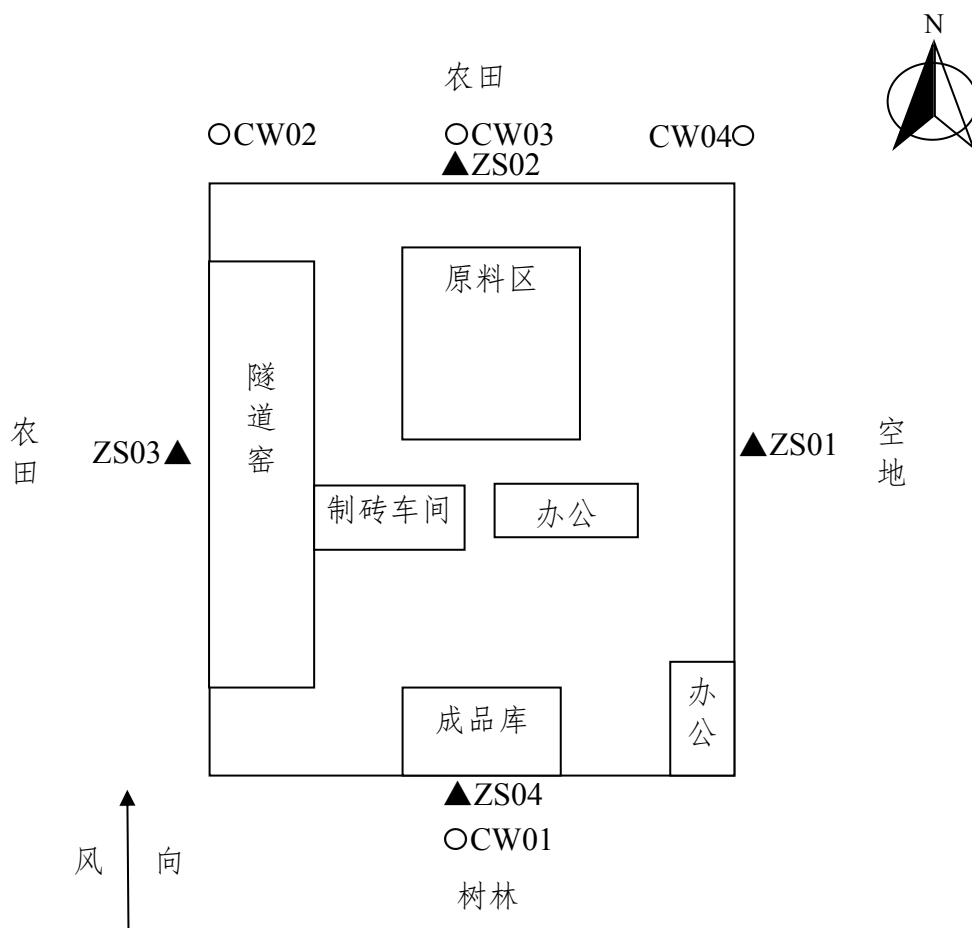 N
农田
CW02
CW03
CW04
ZS02
原料区
隧道窑
农田
ZS03
ZS01
空地
制砖车间
办公
办公
成品库
ZS04
CW01
风向
树林